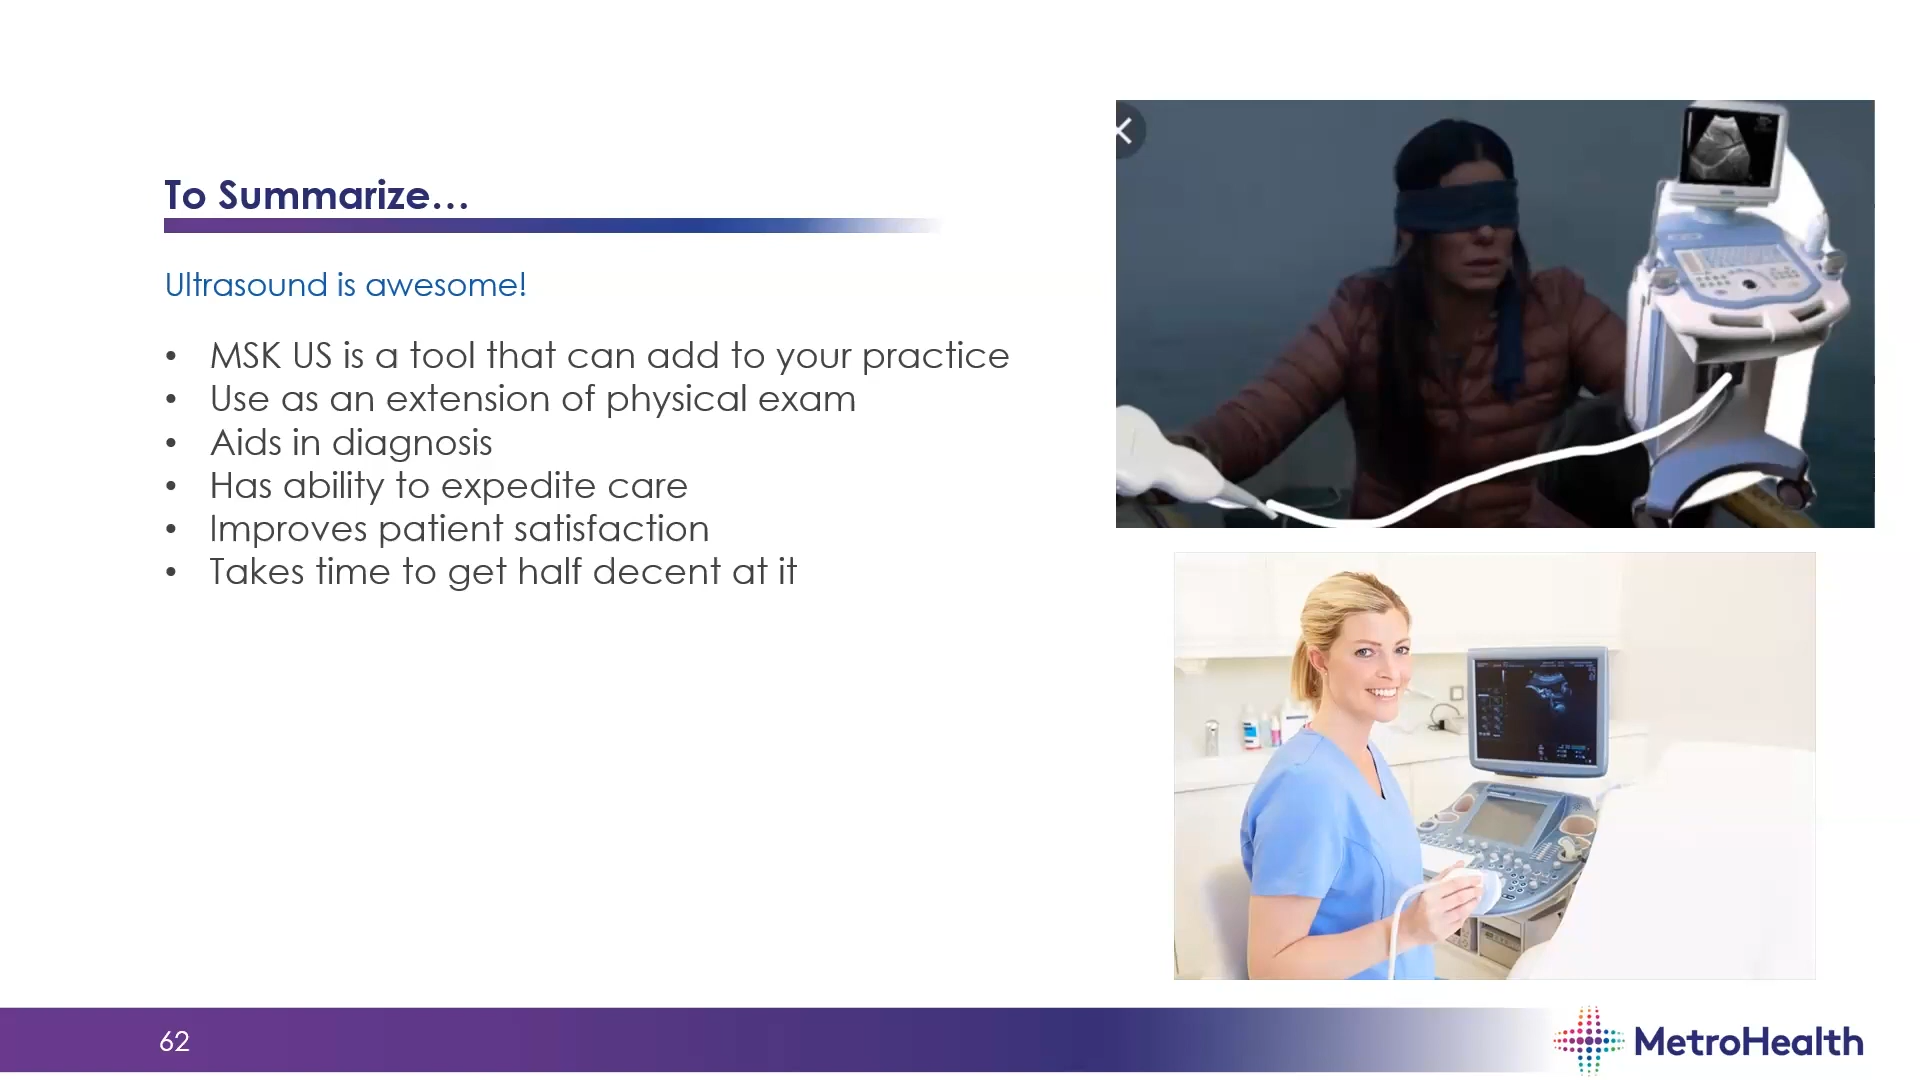 To Summarize…
Ultrasound is awesome!
• MSK US is a tool that can add to your practice
• Use as an extension of physical exam
• Aids in diagnosis
• Has ability to expedite care
• Improves patient satisfaction
• Takes time to get half decent at it
62
MetroHealth